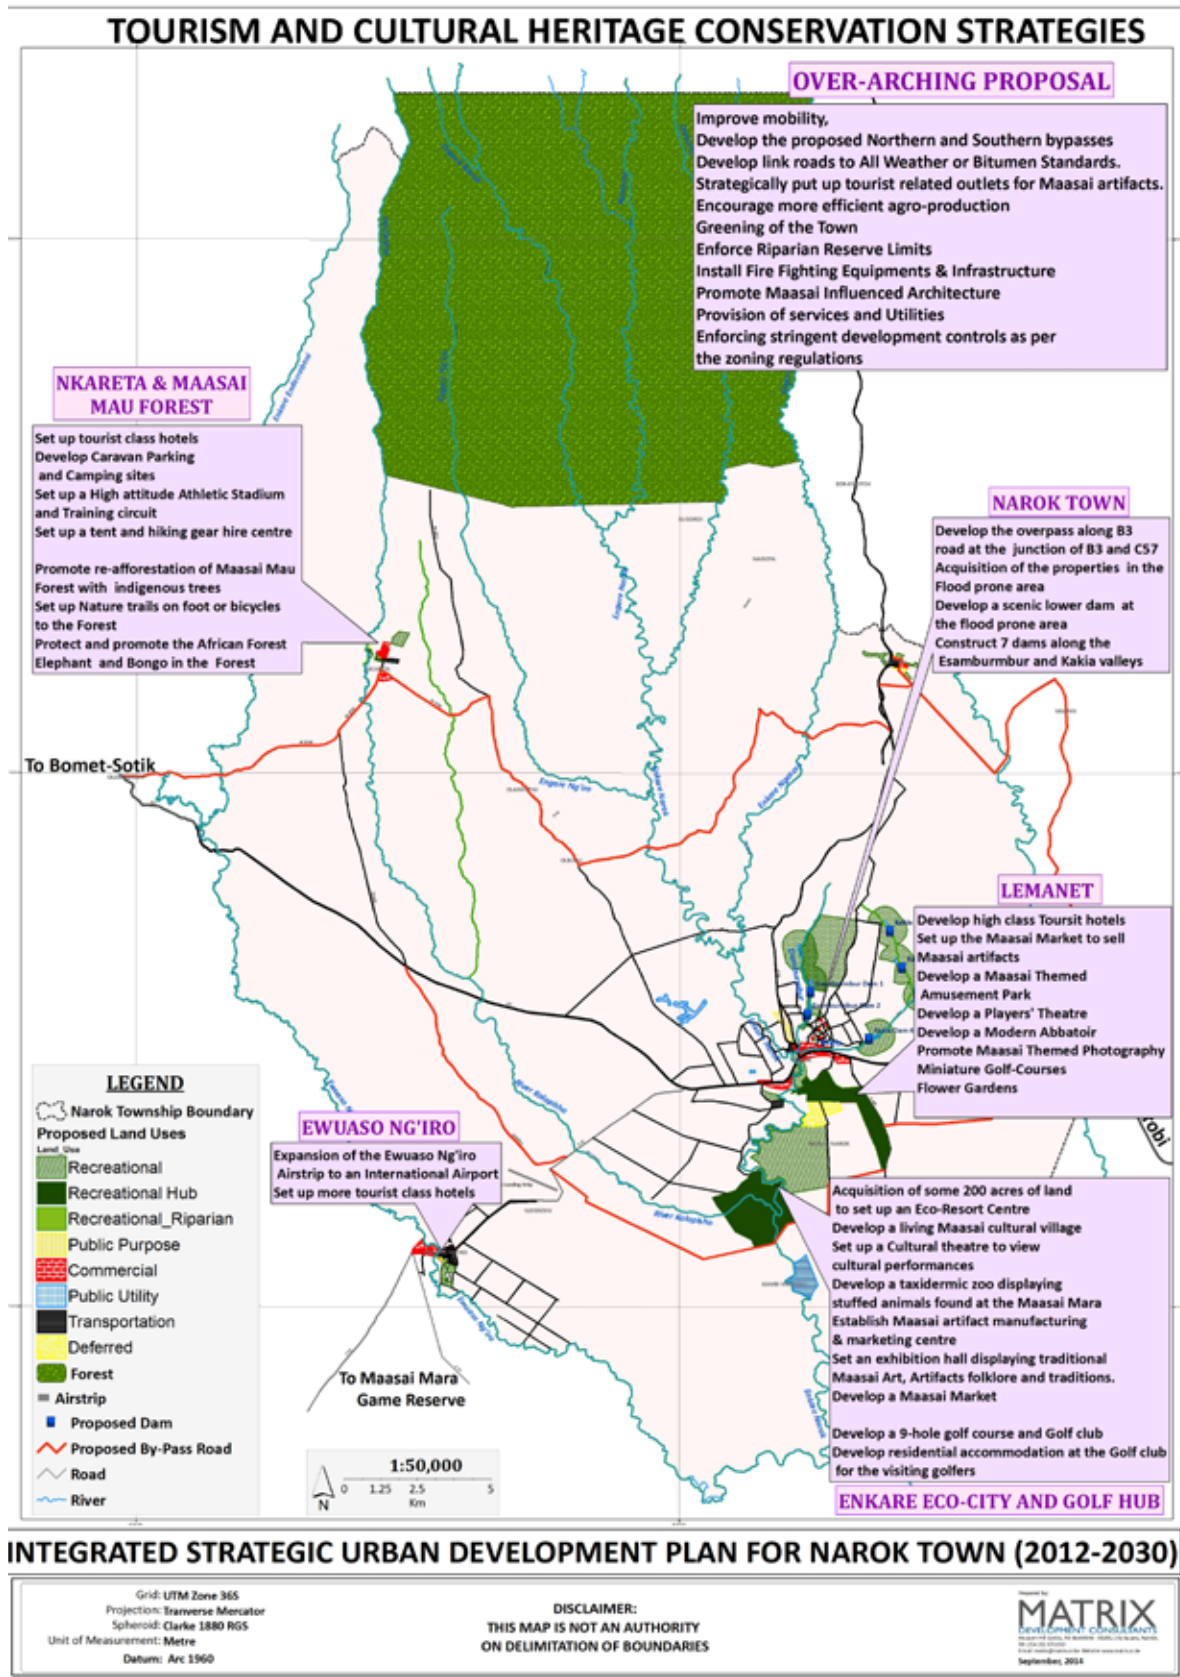 TOURISM AND CULTURAL HERITAGE CONSERVATION STRATEGIES
OVER-ARCHING PROPOSAL
Improve mobility,
Develop the proposed Northern and Southern bypasses
Develop link roads to All Weather or Bitumen Standards.
Strategically put up tourist related outlets for Maasai artifacts.
Encourage more efficient agro-production
Greening of the Town
Enforce Riparian Reserve Limits
Install Fire Fighting Equipments & Infrastructure
Promote Maasai Influenced Architecture
Provision of services and Utilities
Enforcing stringent development controls as per
the zoning regulations
NKARETA & MAASAI
MAU FOREST
Set up tourist class hotels
Develop Caravan Parking
and Camping sites
Set up a High attitude Athletic Stadium
and Training circuit
Set up a tent and hiking gear hire centre
Promote re-afforestation of Maasai Mau
Forest with indigenous trees
Set up Nature trails on foot or bicycles
to the Forest
Protect and promote the African Forest
Elephant and Bongo in the Forest
NAROK TOWN
Develop the overpass along B3
road at the junction of B3 and C57
Acquisition of the properties in the
Flood prone area
Develop a scenic lower dam at
the flood prone area
Construct 7 dams along the
Esamburmbur and Kakia valleys
To Bomet-Sotik
Engare Ng'iro
Enkare Narok
LEMANET
Develop high class Toursit hotels
Set up the Maasai Market to sell
Maasai artifacts
Develop a Maasai Themed
Amusement Park
Develop a Players' Theatre
Develop a Modern Abbatoir
Promote Maasai Themed Photography
Miniature Golf-Courses
Flower Gardens
LEGEND
Narok Township Boundary
Proposed Land Uses
Land_Use
Recreational
Recreational Hub
Recreational_Riparian
Public Purpose
Commercial
Public Utility
Transportation
Deferred
Forest
Airstrip
Proposed Dam
Proposed By-Pass Road
Road
River
EWUASO NG'IRO
Expansion of the Ewuaso Ng'iro
Airstrip to an International Airport
Set up more tourist class hotels
River Kolopisho
River Kolopisho
Ewuaso Ng'iro
To Maasai Mara
Game Reserve
robi
Acquisition of some 200 acres of land
to set up an Eco-Resort Centre
Develop a living Maasai cultural village
Set up a Cultural theatre to view
cultural performances
Develop a taxidermic zoo displaying
stuffed animals found at the Maasai Mara
Establish Maasai artifact manufacturing
& marketing centre
Set an exhibition hall displaying traditional
Maasai Art, Artifacts folklore and traditions.
Develop a Maasai Market
Develop a 9-hole golf course and Golf club
Develop residential accommodation at the Golf club
for the visiting golfers
ENKARE ECO-CITY AND GOLF HUB
1:50,000
N
0 1.25 2.5 5
Km
INTEGRATED STRATEGIC URBAN DEVELOPMENT PLAN FOR NAROK TOWN (2012-2030)
Grid: UTM Zone 36S
Projection: Tranverse Mercator
Spheroid: Clarke 1880 RGS
Unit of Measurement: Metre
Datum: Arc 1960
DISCLAIMER:
THIS MAP IS NOT AN AUTHORITY
ON DELIMITATION OF BOUNDARIES
Prepared by:
MATRIX
DEVELOPMENT CONSULTANTS
September, 2014